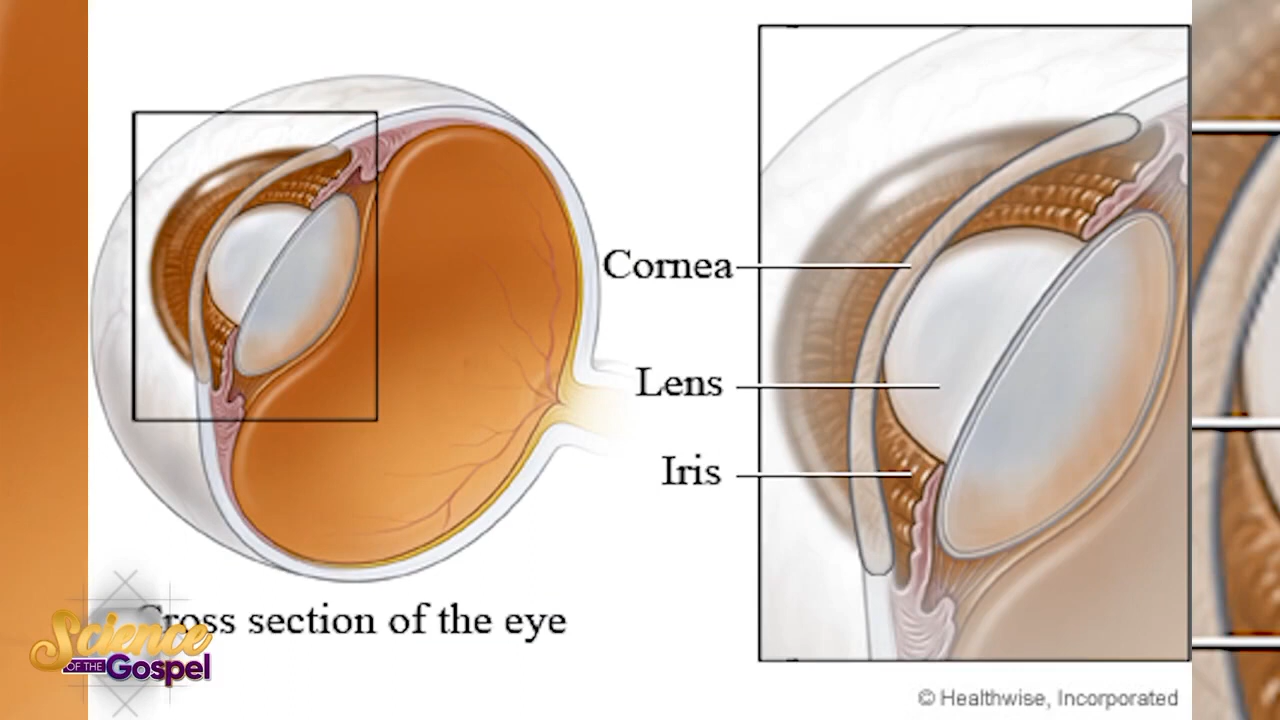 Cornea
Lens
Iris
Cross section of the eye
Science
OF THE Gospel
© Healthwise, Incorporated